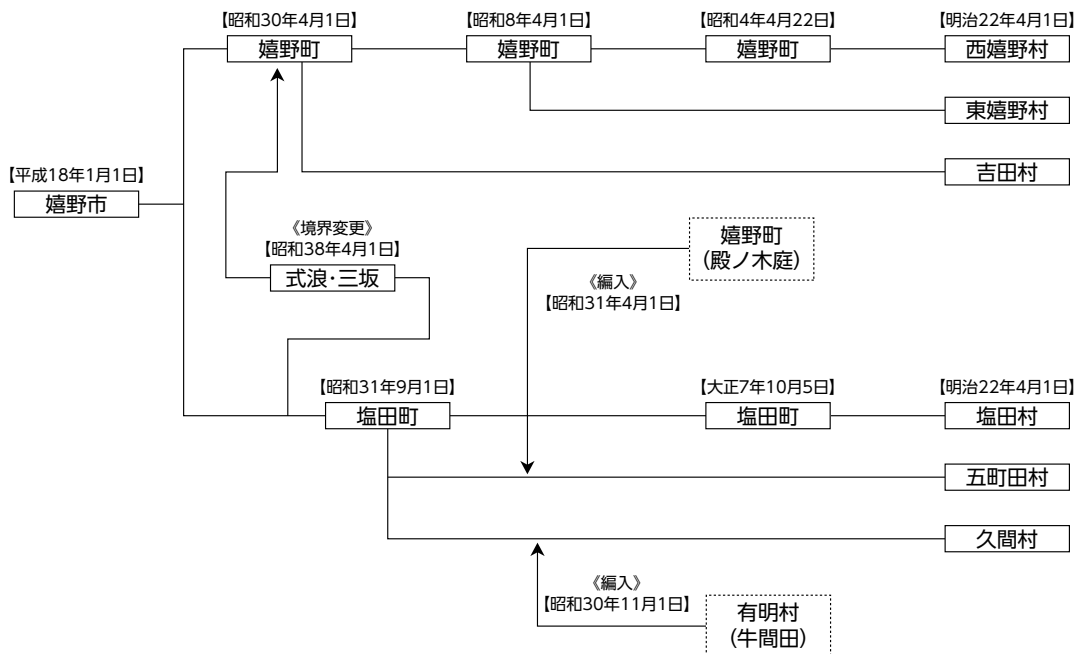 【昭和30年4月1日】
嬉野町
【昭和8年4月1日】
嬉野町
【昭和4年4月22日】
嬉野町
【明治22年4月1日】
西嬉野村
東嬉野村
吉田村
【平成18年1月1日】
嬉野市
《境界変更》
【昭和38年4月1日】
式浪・三坂
嬉野町
(殿ノ木庭)
《編入》
【昭和31年4月1日】
【昭和31年9月1日】
塩田町
【大正7年10月5日】
塩田町
【明治22年4月1日】
塩田村
五町田村
久間村
《編入》
【昭和30年11月1日】
有明村
(牛間田)